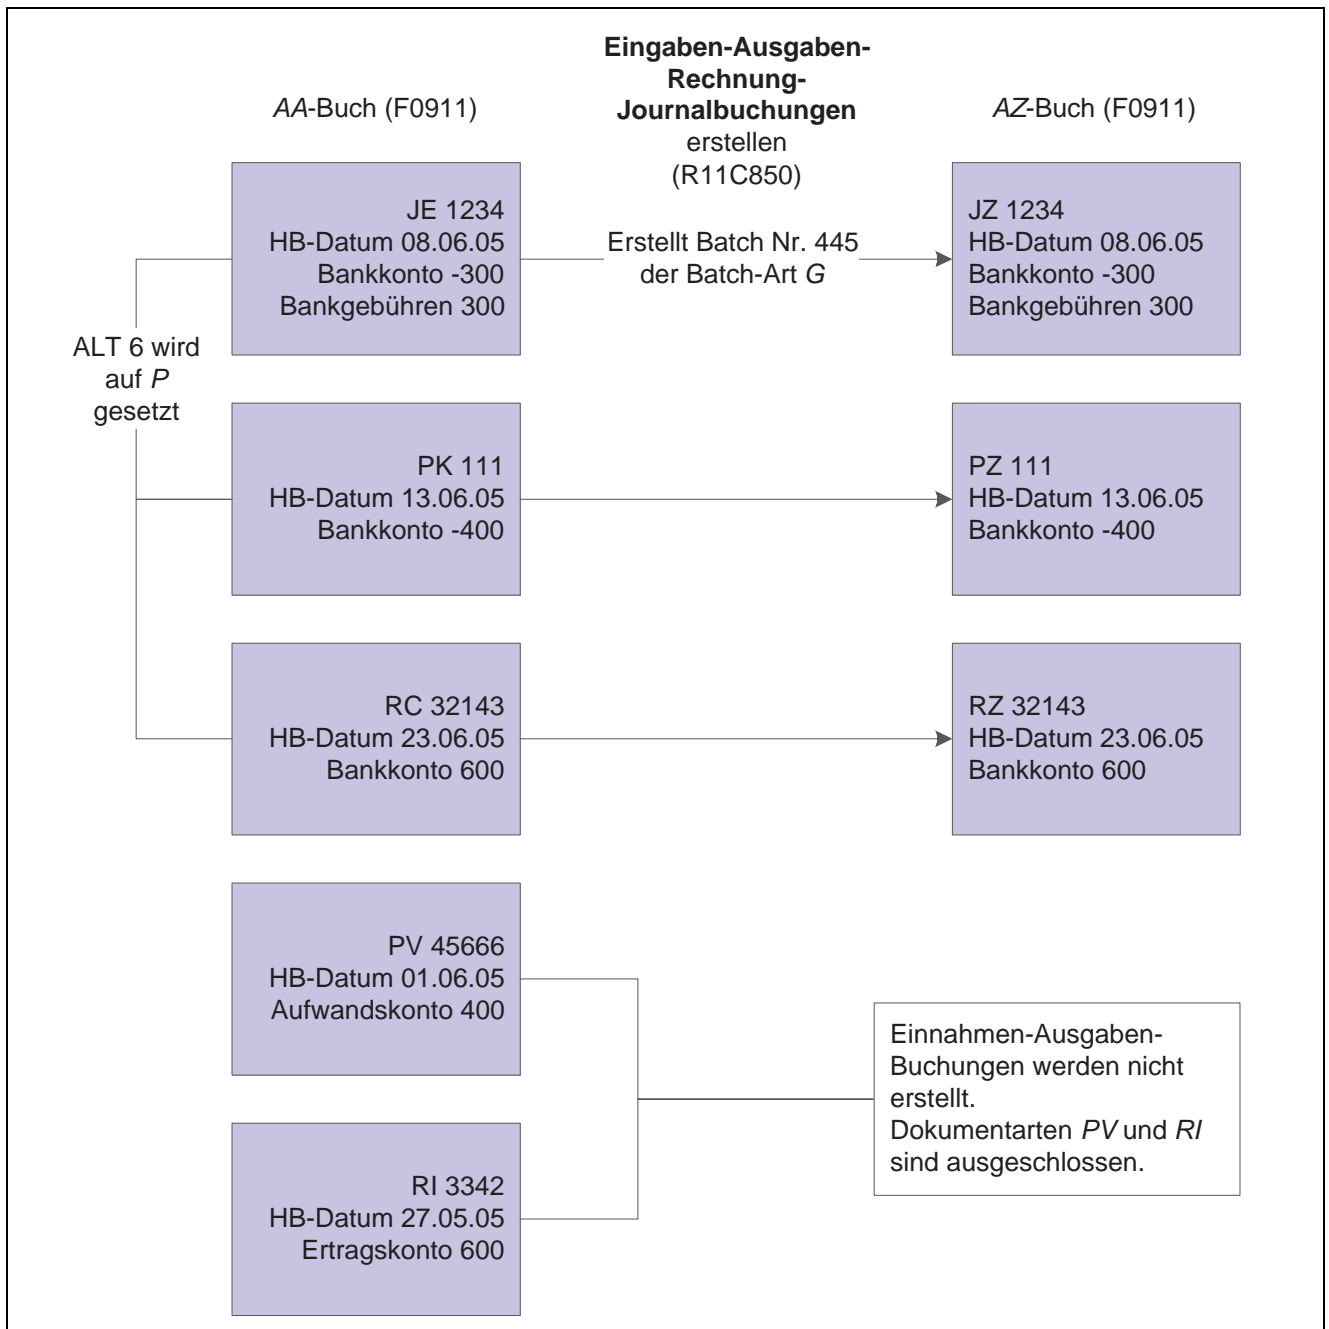 AA-Buch (F0911)
Eingaben-Ausgaben-
Rechnung-
Journalbuchungen
erstellen
(R11C850)
AZ-Buch (F0911)
JE 1234
HB-Datum 08.06.05
Bankkonto -300
Bankgebühren 300
Erstellt Batch Nr. 445
der Batch-Art G
JZ 1234
HB-Datum 08.06.05
Bankkonto -300
Bankgebühren 300
ALT 6 wird
auf P
gesetzt
PK 111
HB-Datum 13.06.05
Bankkonto -400
PZ 111
HB-Datum 13.06.05
Bankkonto -400
RC 32143
HB-Datum 23.06.05
Bankkonto 600
RZ 32143
HB-Datum 23.06.05
Bankkonto 600
PV 45666
HB-Datum 01.06.05
Aufwandskonto 400
Einnahmen-Ausgaben-
Buchungen werden nicht
erstellt.
Dokumentarten PV und RI
sind ausgeschlossen.
RI 3342
HB-Datum 27.05.05
Ertragskonto 600